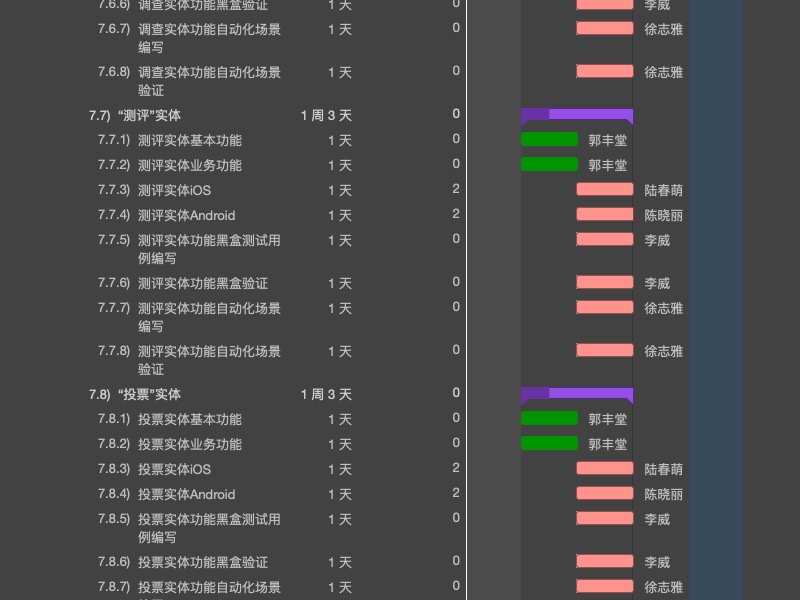 7.6.6) 调查实体功能黑盒验证 1 天 0 李威
7.6.7) 调查实体功能自动化场景 1 天 0 徐志雅
编写
7.6.8) 调查实体功能自动化场景 1 天 0 徐志雅
验证
7.7) “测评”实体 1 周 3 天 0
7.7.1) 测评实体基本功能 1 天 0 郭丰堂
7.7.2) 测评实体业务功能 1 天 0 郭丰堂
7.7.3) 测评实体iOS 1 天 2 陆春萌
7.7.4) 测评实体Android 1 天 2 陈晓丽
7.7.5) 测评实体功能黑盒测试用 1 天 0 李威
例编写
7.7.6) 测评实体功能黑盒验证 1 天 0 李威
7.7.7) 测评实体功能自动化场景 1 天 0 徐志雅
编写
7.7.8) 测评实体功能自动化场景 1 天 0 徐志雅
验证
7.8) “投票”实体 1 周 3 天 0
7.8.1) 投票实体基本功能 1 天 0 郭丰堂
7.8.2) 投票实体业务功能 1 天 0 郭丰堂
7.8.3) 投票实体iOS 1 天 2 陆春萌
7.8.4) 投票实体Android 1 天 2 陈晓丽
7.8.5) 投票实体功能黑盒测试用 1 天 0 李威
例编写
7.8.6) 投票实体功能黑盒验证 1 天 0 李威
7.8.7) 投票实体功能自动化场景 1 天 0 徐志雅